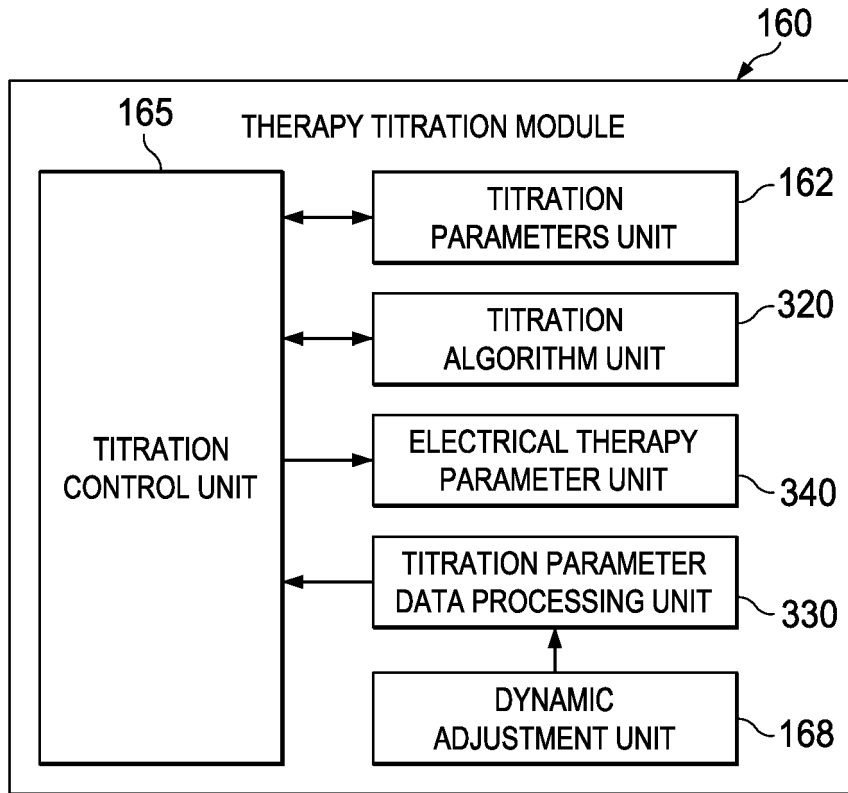 160
THERAPY TITRATION MODULE
165
TITRATION
CONTROL UNIT
TITRATION
PARAMETERS UNIT
162
TITRATION
ALGORITHM UNIT
320
ELECTRICAL THERAPY
PARAMETER UNIT
340
TITRATION PARAMETER
DATA PROCESSING UNIT
330
DYNAMIC
ADJUSTMENT UNIT
168